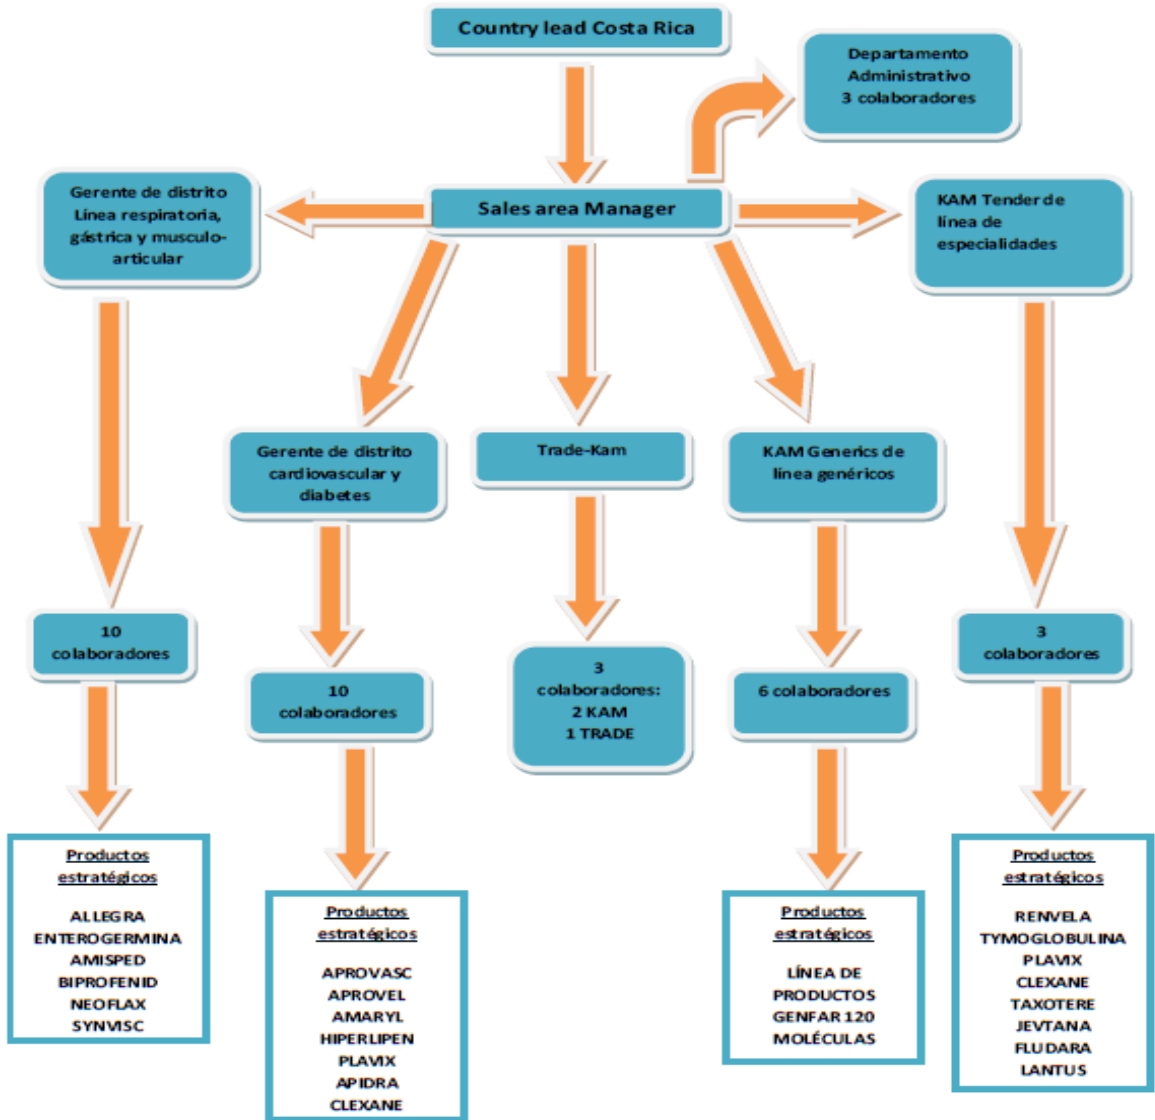 Country lead Costa Rica
Departamento
Administrativo
3 colaboradores
Gerente de distrito
Línea respiratoria,
gástrica y musculo-
articular
Sales area Manager
KAM Tender de
línea de
especialidades
Gerente de distrito
cardiovascular y
diabetes
Trade-Kam
KAM Generics de
línea genéricos
10
colaboradores
10
colaboradores
3
colaboradores:
2 KAM
1 TRADE
6 colaboradores
3
colaboradores
Productos
estratégicos
ALLEGRA
ENTEROGERMINA
AMISPED
BIPROFENID
NEOFLAX
SYNVISC
Productos
estratégicos
APROVASC
APROVEL
AMARYL
HIPERLIPEN
PLAVIX
APIDRA
CLEXANE
Productos
estratégicos
LÍNEA DE
PRODUCTOS
GENFAR 120
MOLÉCULAS
Productos
estratégicos
RENVELA
TYMOGLOBULINA
PLAVIX
CLEXANE
TAXOTERE
JEVTANA
FLUDARA
LANTUS